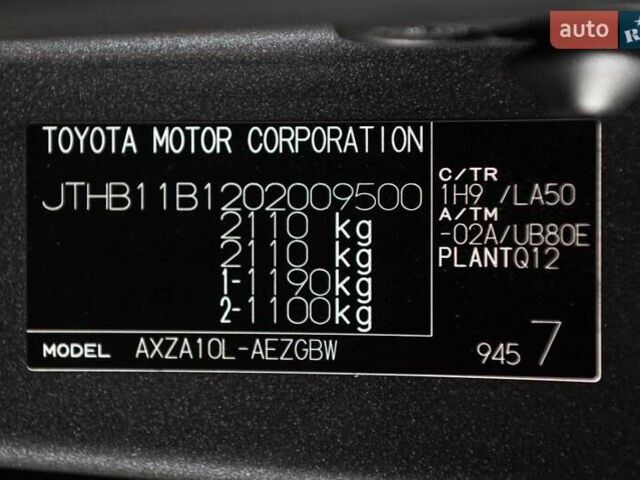 auto
R
TOYOTA MOTOR CORPORATION
JTHB11B1202009500
2110 kg
2110 kg
1-1190kg
2-1100kg
C/TR
1H9 /LA50
A/TM
-02A/UB80E
PLANTQ12
MODEL AXZA10L-AEZGBW
945 7